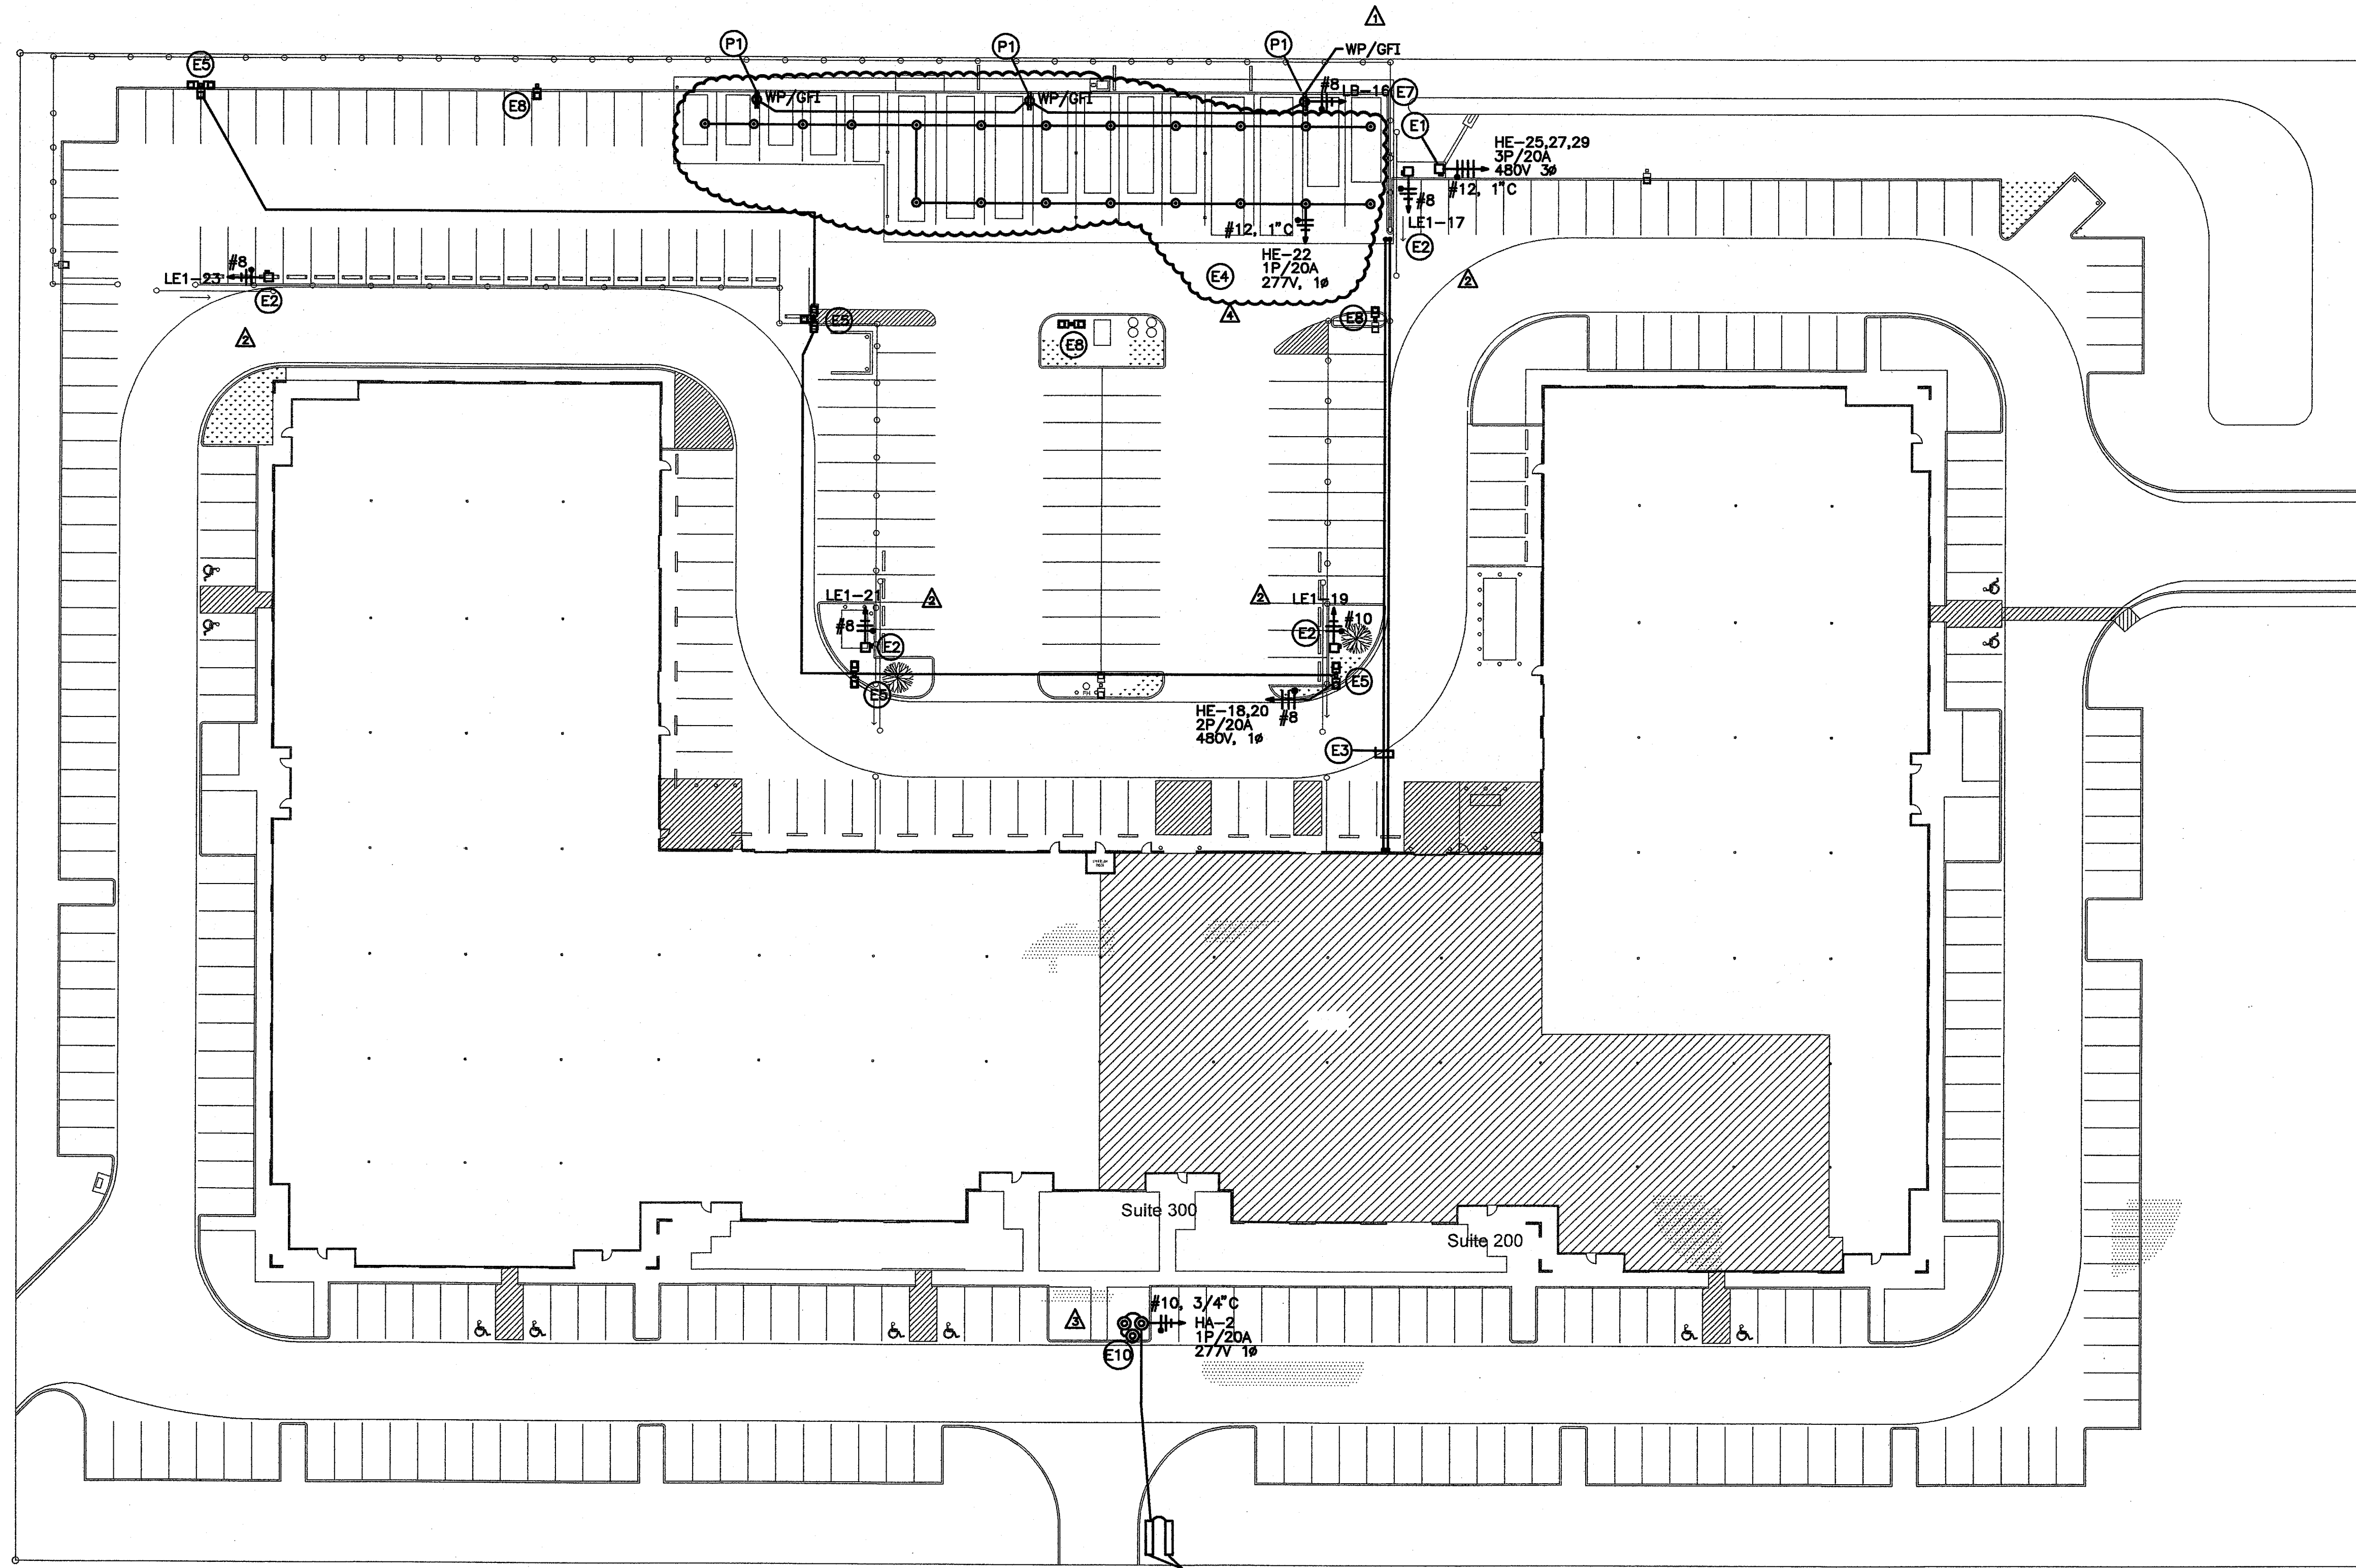 1
P1
P1
P1
WP/GFI
E5
E8
WP/GFI
WP/GFI
#8
LB-16
E7
E1
HE-25,27,29
3P/20A
480V 3ø
#12, 1"C
#8
LE1-17
E2
#12, 1"C
HE-22
1P/20A
277V, 1ø
E4
4
2
#8
LE1-23
E2
2
E5
E8
E8
LE1-21
#8
E2
2
E5
2
LE1-19
#10
E2
E5
FH
HE-18,20
2P/20A
480V, 1ø
#8
E3
Suite 300
Suite 200
3
#10, 3/4"C
HA-2
1P/20A
277V 1ø
E10